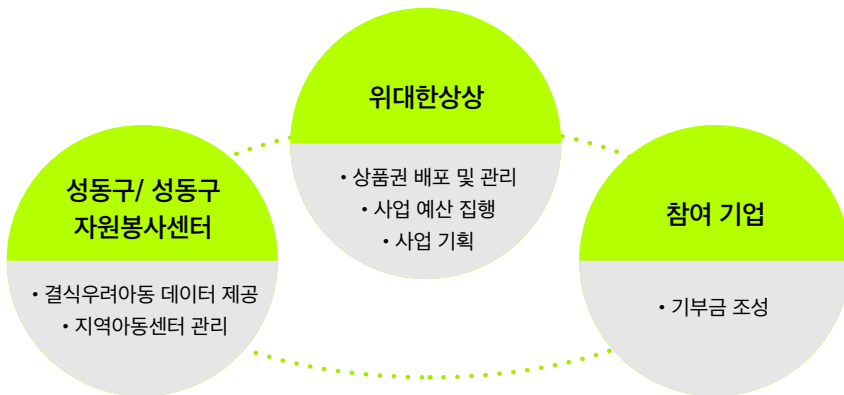 위대한상상
• 상품권 배포 및 관리
• 사업 예산 집행
• 사업 기획
성동구/ 성동구
자원봉사센터
• 결식우려아동 데이터 제공
• 지역아동센터 관리
참여 기업
• 기부금 조성